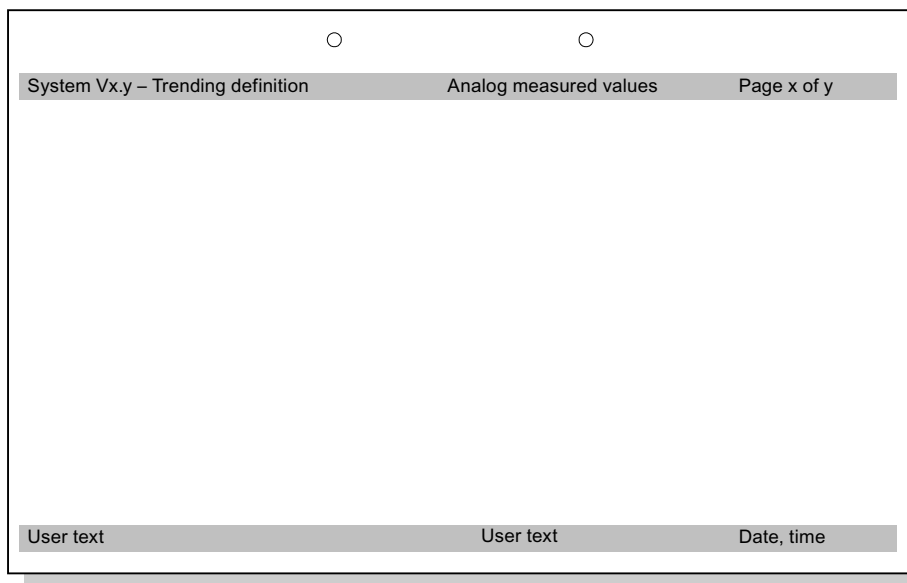 System Vx.y – Trending definition Analog measured values Page x of y
User text User text Date, time